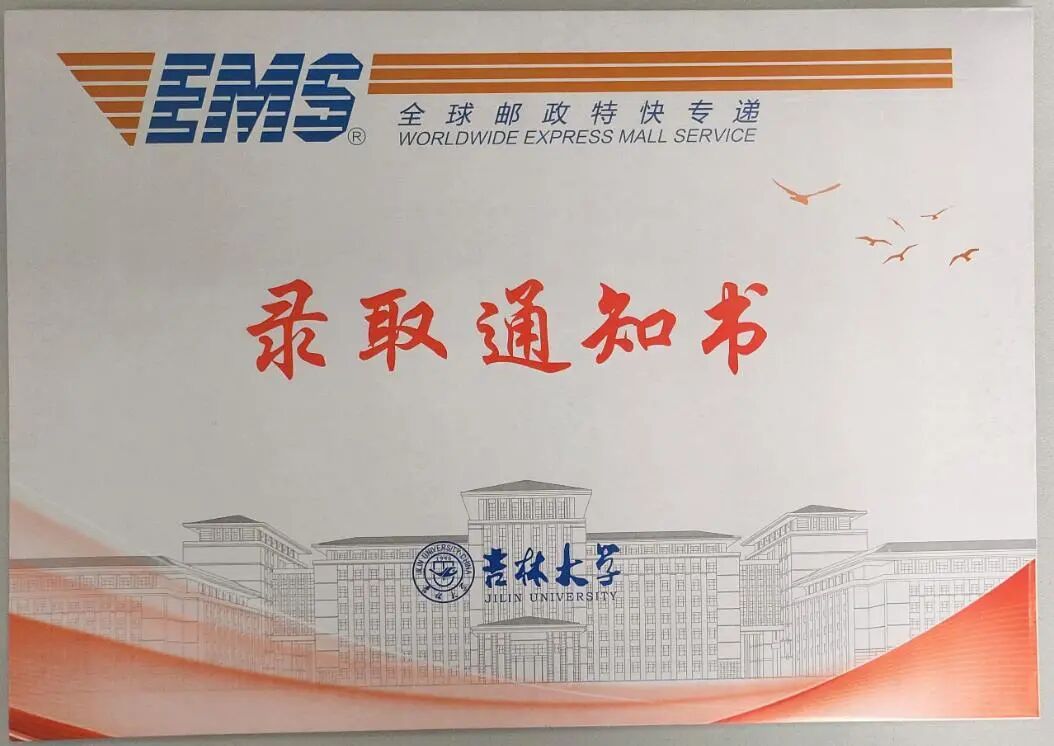 EMS®
全球邮政特快专递
WORLDWIDE EXPRESS MALL SERVICE
录取通知书
吉林大学
JILIN UNIVERSITY